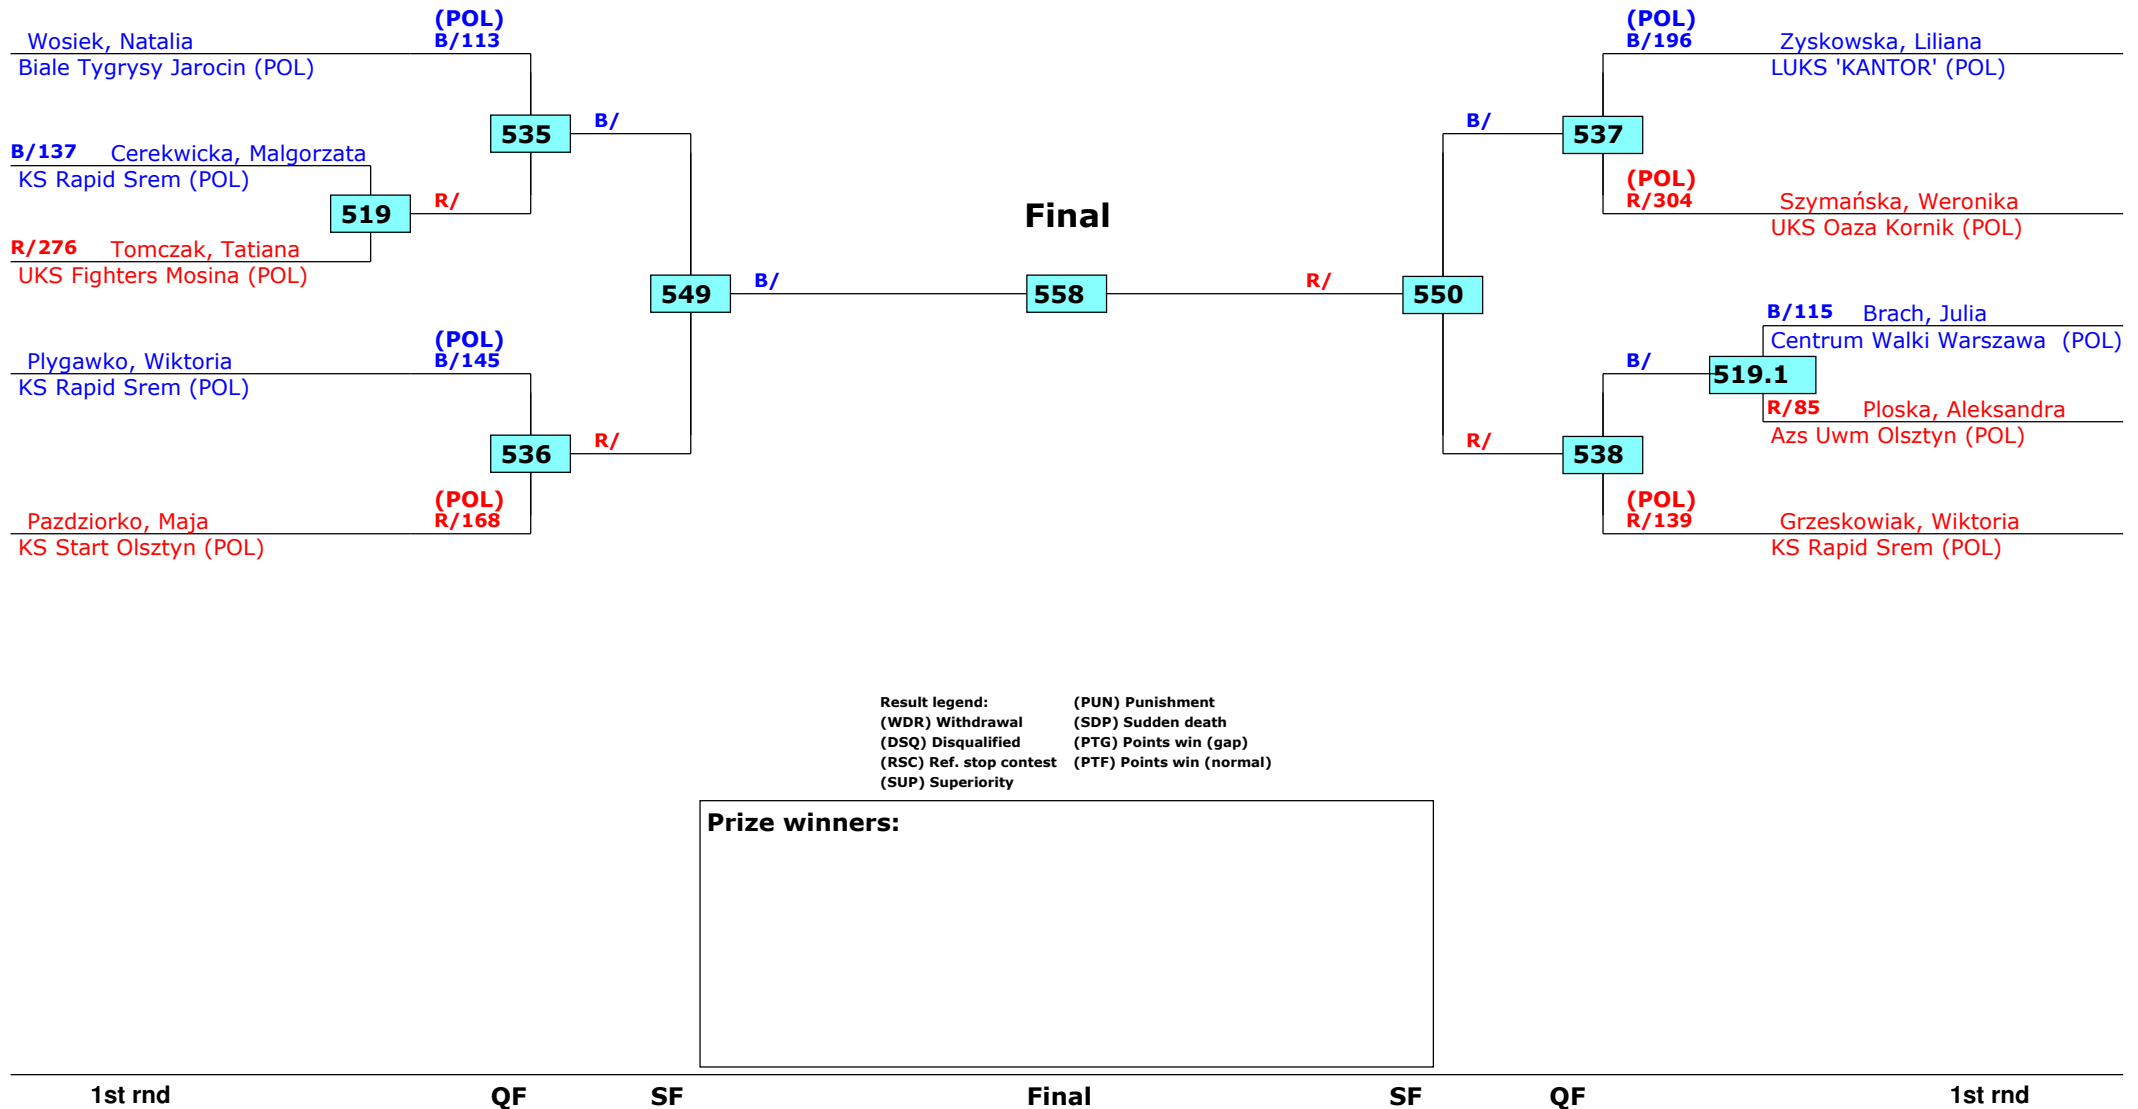 (POL)
Wosiek, Natalia B/113
Biale Tygrysy Jarocin (POL)
535
B/
B/137 Cerekwicka, Malgorzata
KS Rapid Srem (POL)
519
R/
R/276 Tomczak, Tatiana
UKS Fighters Mosina (POL)
549
B/
(POL)
Plygawko, Wiktoria B/145
KS Rapid Srem (POL)
536
R/
(POL)
Pazdziorko, Maja R/168
KS Start Olsztyn (POL)
Final
558
(POL)
B/196 Zyskowska, Liliana
LUKS 'KANTOR' (POL)
B/
537
(POL)
R/304 Szymańska, Weronika
UKS Oaza Kornik (POL)
R/
550
B/115 Brach, Julia
Centrum Walki Warszawa (POL)
B/
519.1
R/85 Ploska, Aleksandra
Azs Uwm Olsztyn (POL)
R/
538
(POL)
R/139 Grzeskowiak, Wiktoria
KS Rapid Srem (POL)
Result legend: (PUN) Punishment
(WDR) Withdrawal (SDP) Sudden death
(DSQ) Disqualified (PTG) Points win (gap)
(RSC) Ref. stop contest (PTF) Points win (normal)
(SUP) Superiority
Prize winners:
1st rnd QF SF Final SF QF 1st rnd